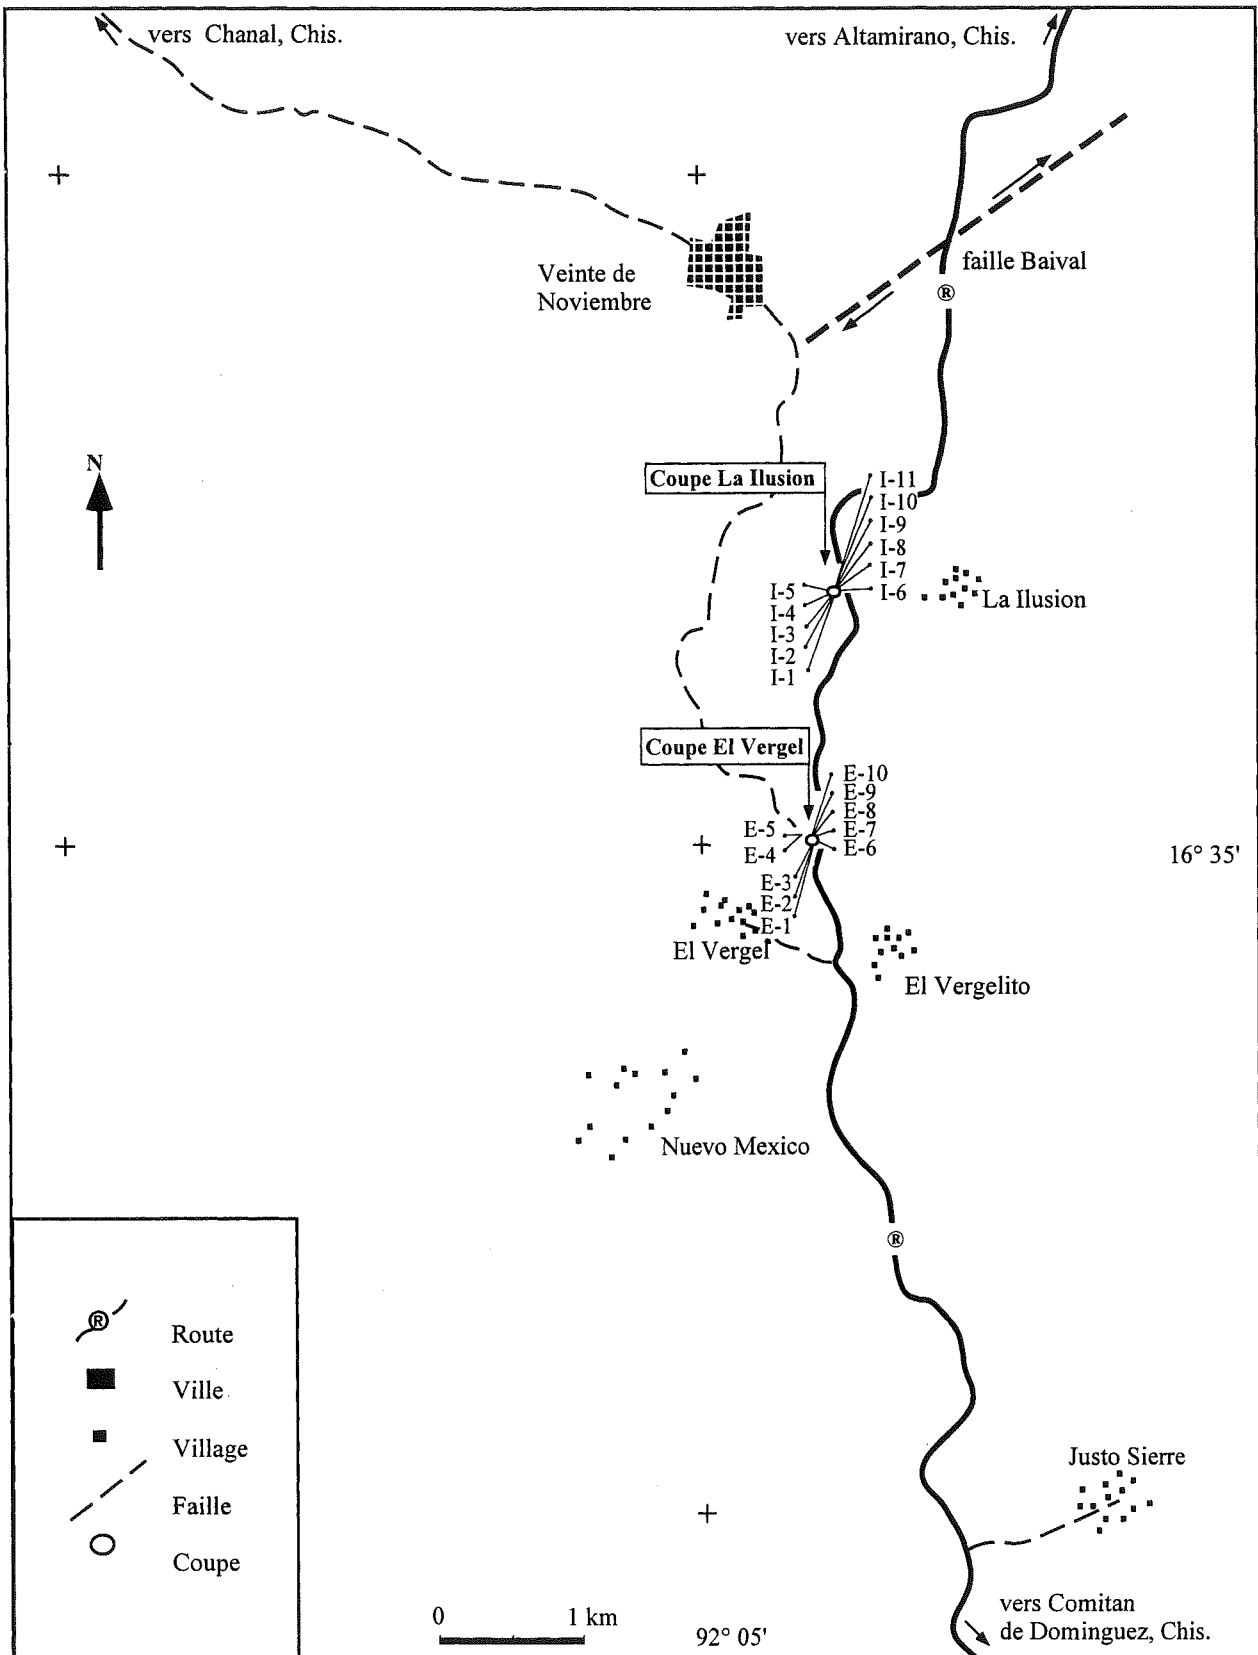 vers Chanal, Chis.
vers Altamirano, Chis.
faille Baival
®
Veinte de
Noviembre
N
Coupe La Ilusion
I-11
I-10
I-9
I-8
I-7
I-6
I-5
I-4
I-3
I-2
I-1
La Ilusion
Coupe El Vergel
E-10
E-9
E-8
E-7
E-6
E-5
E-4
E-3
E-2
E-1
16° 35'
El Vergel
El Vergelito
Nuevo Mexico
®
® Route
Ville
Village
Faille
Coupe
Justo Sierre
vers Comitan
de Dominguez, Chis.
0 1 km
92° 05'